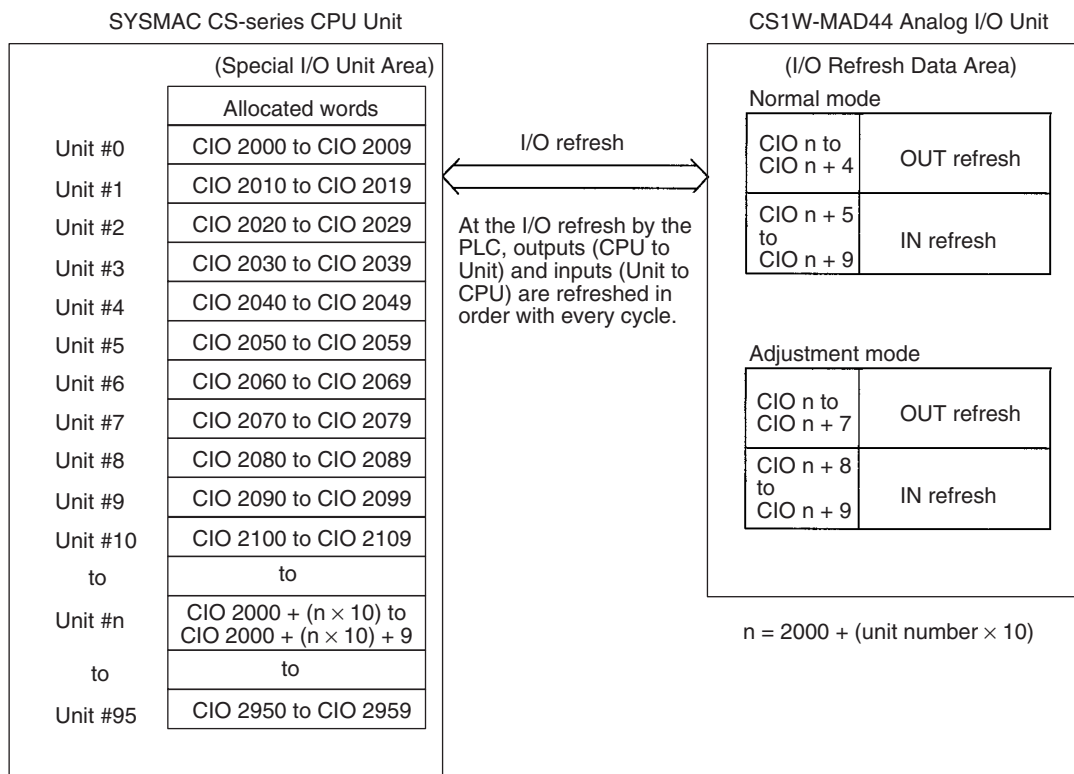 SYSMAC CS-series CPU Unit
(Special I/O Unit Area)
Allocated words
Unit #0 CIO 2000 to CIO 2009
Unit #1 CIO 2010 to CIO 2019
Unit #2 CIO 2020 to CIO 2029
Unit #3 CIO 2030 to CIO 2039
Unit #4 CIO 2040 to CIO 2049
Unit #5 CIO 2050 to CIO 2059
Unit #6 CIO 2060 to CIO 2069
Unit #7 CIO 2070 to CIO 2079
Unit #8 CIO 2080 to CIO 2089
Unit #9 CIO 2090 to CIO 2099
Unit #10 CIO 2100 to CIO 2109
to to
Unit #n CIO 2000 + (n × 10) to
CIO 2000 + (n × 10) + 9
to to
Unit #95 CIO 2950 to CIO 2959
I/O refresh
At the I/O refresh by the
PLC, outputs (CPU to
Unit) and inputs (Unit to
CPU) are refreshed in
order with every cycle.
CS1W-MAD44 Analog I/O Unit
(I/O Refresh Data Area)
Normal mode
CIO n to
CIO n + 4
OUT refresh
CIO n + 5
to
CIO n + 9
IN refresh
Adjustment mode
CIO n to
CIO n + 7
OUT refresh
CIO n + 8
to
CIO n + 9
IN refresh
n = 2000 + (unit number × 10)